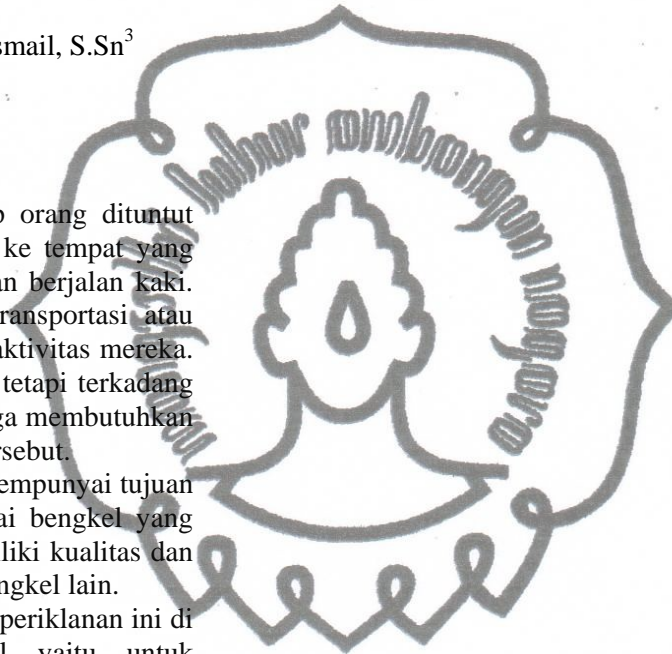 smail, S.Sn³
orang dituntut
ke tempat yang
an berjalan kaki.
ransportasi atau
aktivitas mereka.
tetapi terkadang
ga membutuhkan
rsebut.
empunyai tujuan
ai bengkel yang
liki kualitas dan
ngkel lain.
periklanan ini di
yaitu untuk